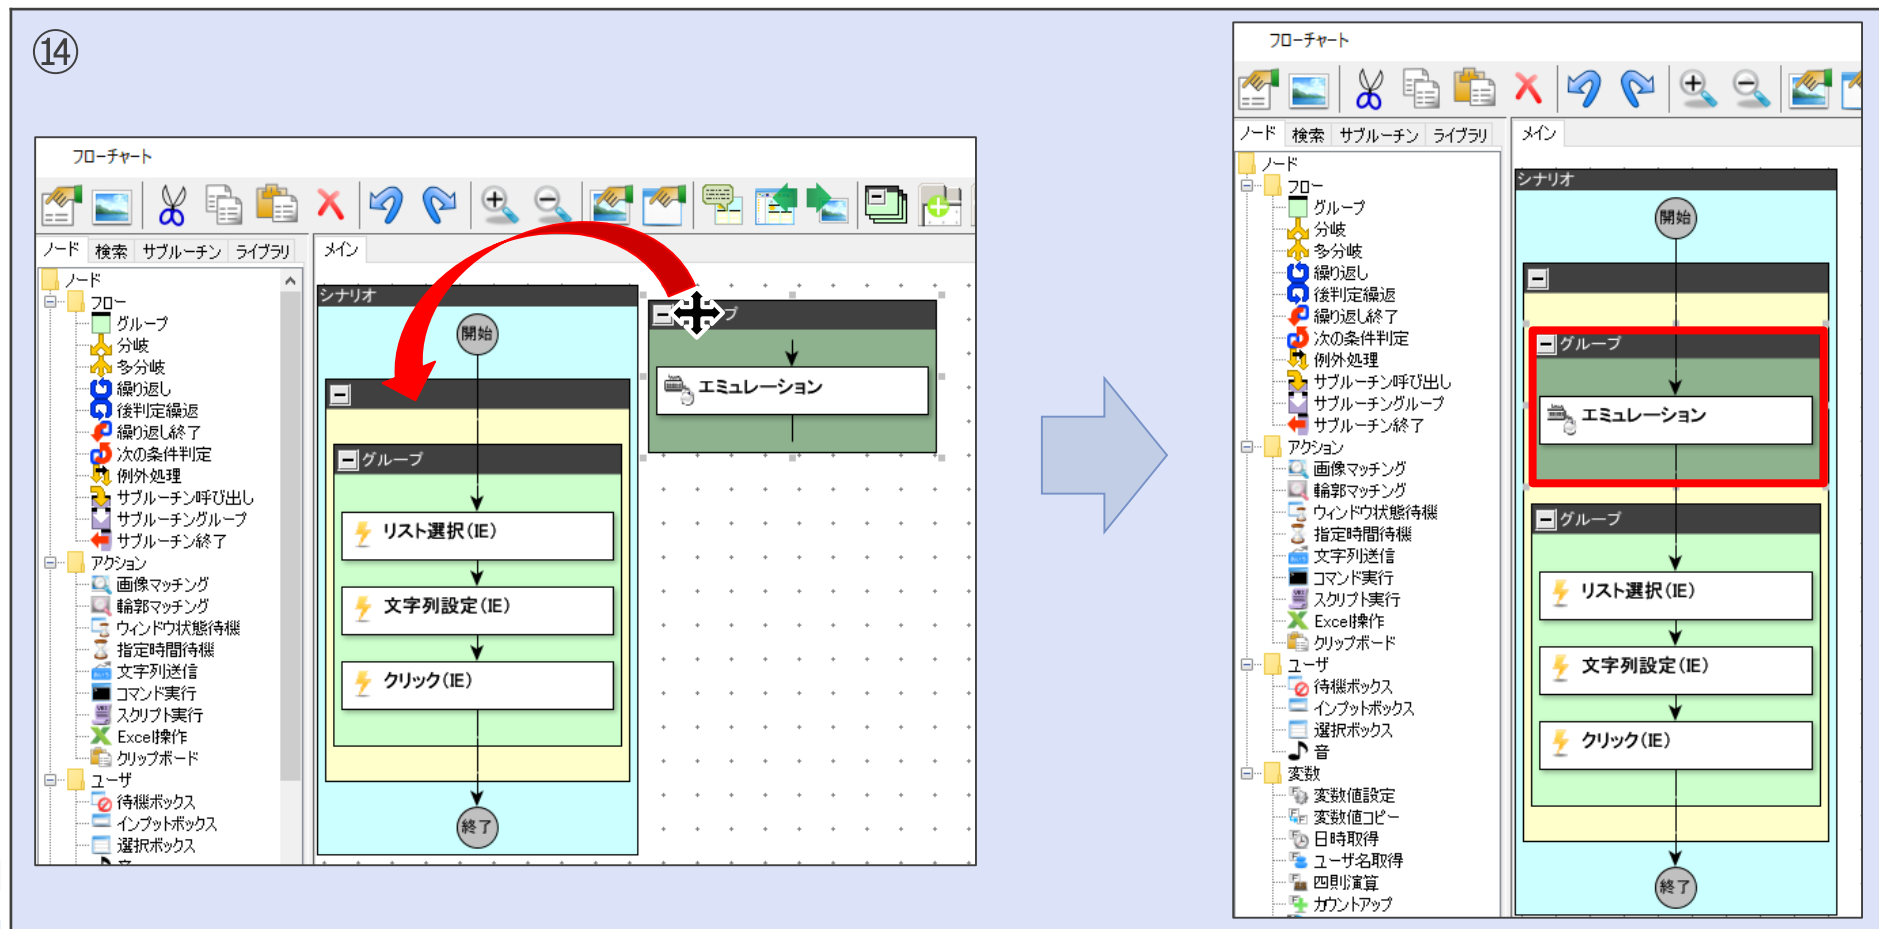 ⑭
フローチャート
ノード 検索 サブルーチン ライブラリ
メイン
ノード
フロー
グループ
分岐
多分岐
繰り返し
後判定繰返
繰り返し終了
次の条件判定
例外処理
サブルーチン呼び出し
サブルーチングループ
サブルーチン終了
アクション
画像マッチング
輪郭マッチング
ウィンドウ状態待機
指定時間待機
文字列送信
コマンド実行
スクリプト実行
Excel操作
クリップボード
ユーザ
待機ボックス
インプットボックス
選択ボックス
シナリオ
開始
グループ
リスト選択(IE)
文字列設定(IE)
クリック(IE)
終了
プ
エミュレーション
フローチャート
ノード 検索 サブルーチン ライブラリ
メイン
ノード
フロー
グループ
分岐
多分岐
繰り返し
後判定繰返
繰り返し終了
次の条件判定
例外処理
サブルーチン呼び出し
サブルーチングループ
サブルーチン終了
アクション
画像マッチング
輪郭マッチング
ウィンドウ状態待機
指定時間待機
文字列送信
コマンド実行
スクリプト実行
Excel操作
クリップボード
ユーザ
待機ボックス
インプットボックス
選択ボックス
音
変数
変数値設定
変数値コピー
日時取得
ユーザ名取得
四則演算
カウントアップ
シナリオ
開始
グループ
エミュレーション
グループ
リスト選択(IE)
文字列設定(IE)
クリック(IE)
終了